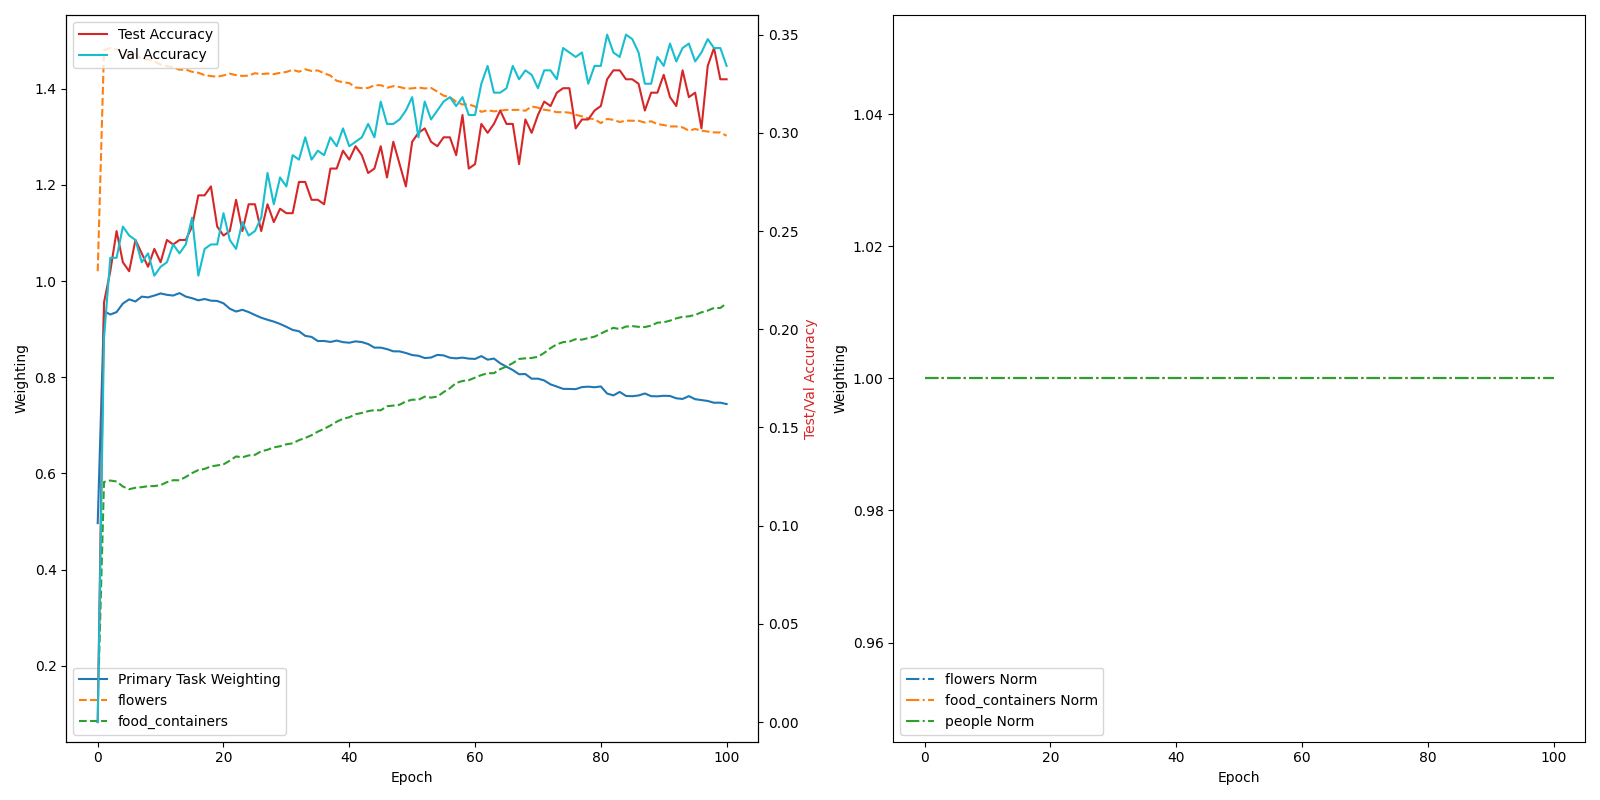 Test Accuracy
Val Accuracy
Weighting
1.4
1.2
1.0
0.8
0.6
0.4
0.2
0.35
0.30
0.25
0.20
0.15
0.10
0.05
0.00
Test/Val Accuracy
Primary Task Weighting
flowers
food_containers
0 20 40 60 80 100
Epoch
Weighting
1.04
1.02
1.00
0.98
0.96
flowers Norm
food_containers Norm
people Norm
0 20 40 60 80 100
Epoch